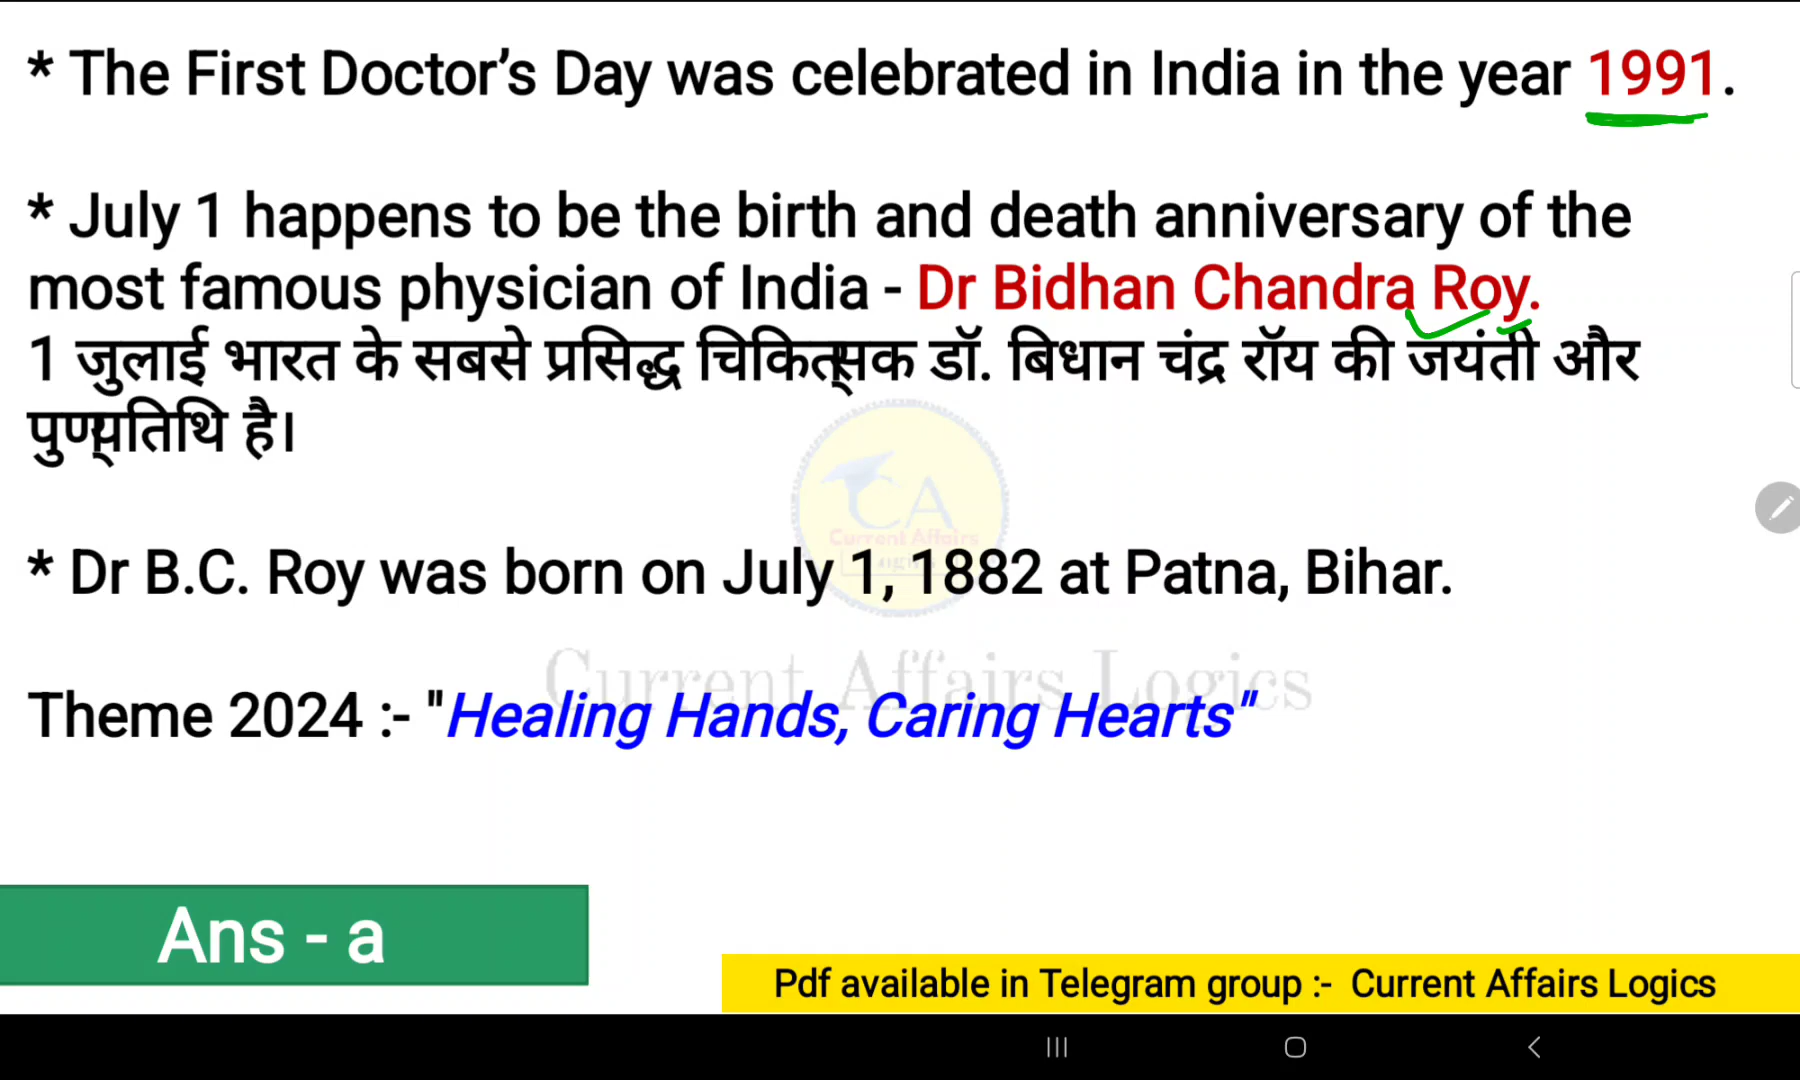 * The First Doctor’s Day was celebrated in India in the year 1991.
* July 1 happens to be the birth and death anniversary of the
most famous physician of India - Dr Bidhan Chandra Roy.
1 जुलाई भारत के सबसे प्रसिद्ध चिकित्सक डॉ. बिधान चंद्र रॉय की जयंती और
पुण्यतिथि है।
CA
Current Affairs
* Dr B.C. Roy was born on July 1, 1882 at Patna, Bihar.
Current Affairs Logics
Theme 2024 :- "Healing Hands, Caring Hearts"
Ans - a
Pdf available in Telegram group :- Current Affairs Logics